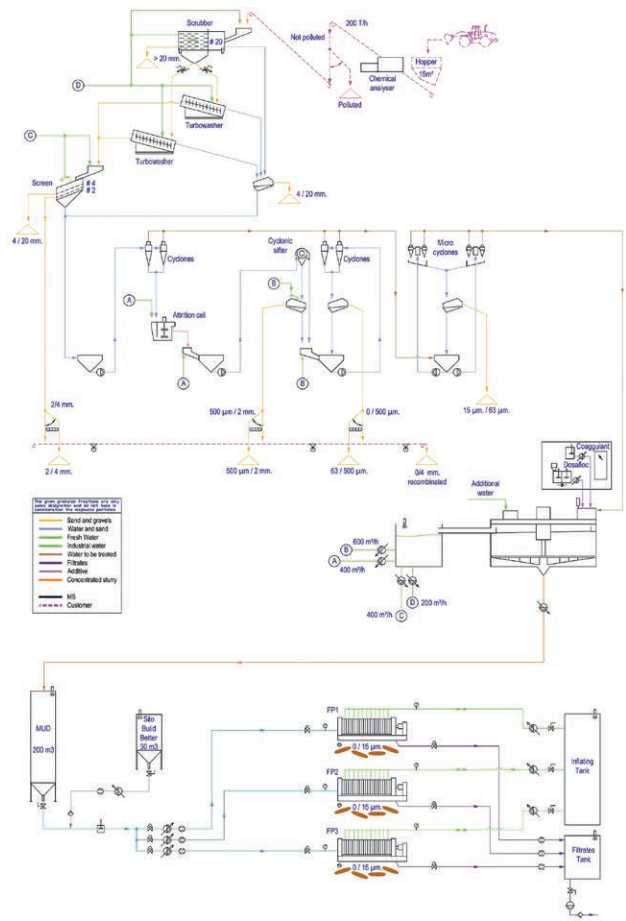 Scrubber
# 20
> 20 mm.
200 T/h
Not polluted
Polluted
Chemical
analyser
Hopper
15m³
D
Turbowasher
Turbowasher
C
Screen
# 4
# 2
4 / 20 mm.
4 / 20 mm.
Cyclones
Cyclonic
sifter
Cyclones
Micro
cyclones
B
A
Attrition cell
A
B
2/4 mm.
500 µm / 2 mm.
0 / 500 µm.
15 µm. / 63 µm.
2 / 4 mm.
500 µm / 2 mm.
63 / 500 µm.
0/4 mm.
recombinated
Coagulant
Dosafloc
Additional
water
Sand and gravels
Water and sand
Fresh Water
Industrial water
Water to be treated
Filtrates
Additive
Concentrated slurry
MS
Customer
B
600 m³/h
A
400 m³/h
D
200 m³/h
400 m³/h
C
MUD
200 m3
Silo
Build
Better
30 m3
FP1
0 / 15 µm.
FP2
0 / 15 µm.
FP3
0 / 15 µm.
Inflating
Tank
Filtrates
Tank